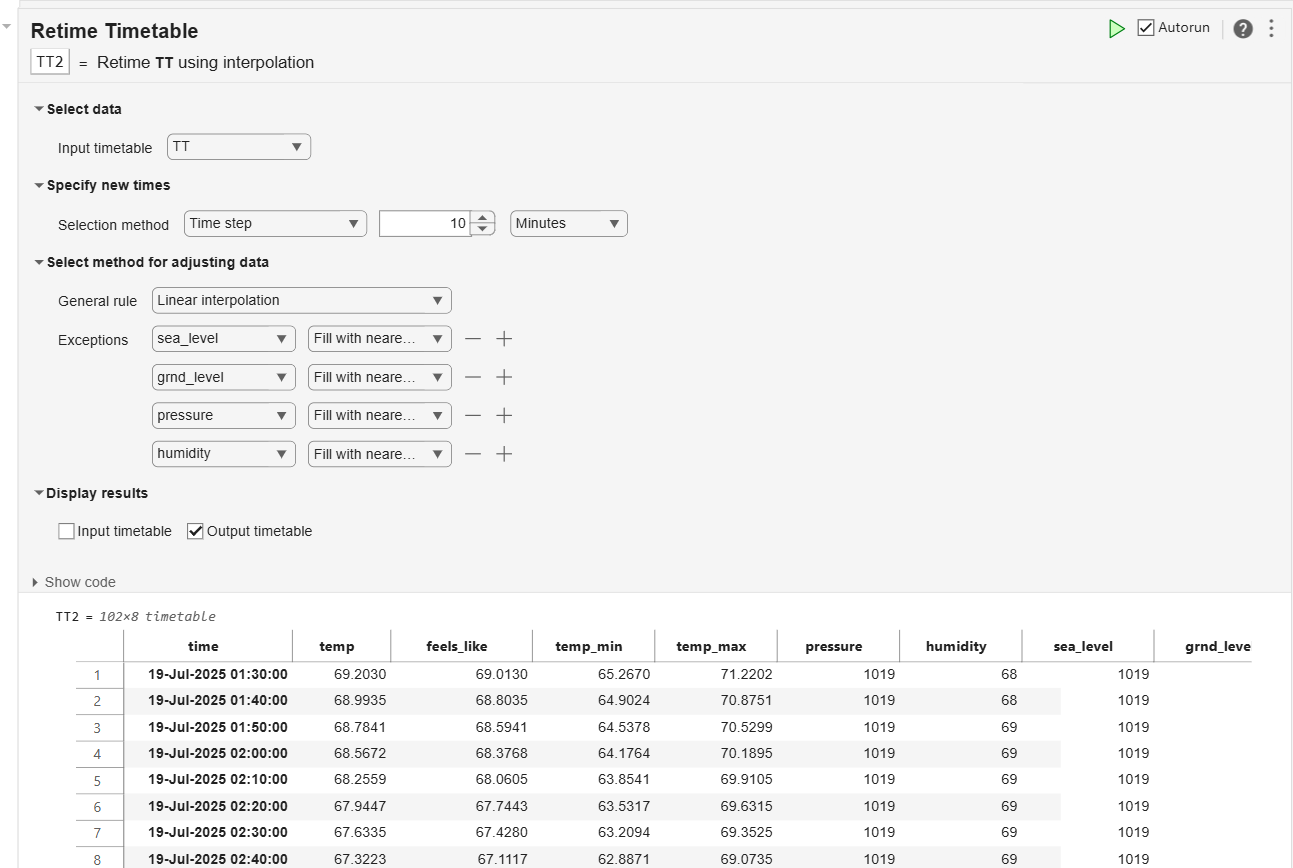 Retime Timetable
Autorun
TT2 = Retime TT using interpolation
Select data
Input timetable TT
Specify new times
Selection method Time step 10 Minutes
Select method for adjusting data
General rule Linear interpolation
Exceptions sea_level Fill with neare...
grnd_level Fill with neare...
pressure Fill with neare...
humidity Fill with neare...
Display results
Input timetable Output timetable
Show code
TT2 = 102×8 timetable
time temp feels_like temp_min temp_max pressure humidity sea_level grnd_leve
1 19-Jul-2025 01:30:00 69.2030 69.0130 65.2670 71.2202 1019 68 1019
2 19-Jul-2025 01:40:00 68.9935 68.8035 64.9024 70.8751 1019 68 1019
3 19-Jul-2025 01:50:00 68.7841 68.5941 64.5378 70.5299 1019 69 1019
4 19-Jul-2025 02:00:00 68.5672 68.3768 64.1764 70.1895 1019 69 1019
5 19-Jul-2025 02:10:00 68.2559 68.0605 63.8541 69.9105 1019 69 1019
6 19-Jul-2025 02:20:00 67.9447 67.7443 63.5317 69.6315 1019 69 1019
7 19-Jul-2025 02:30:00 67.6335 67.4280 63.2094 69.3525 1019 69 1019
8 19-Jul-2025 02:40:00 67.3223 67.1117 62.8871 69.0735 1019 69 1019